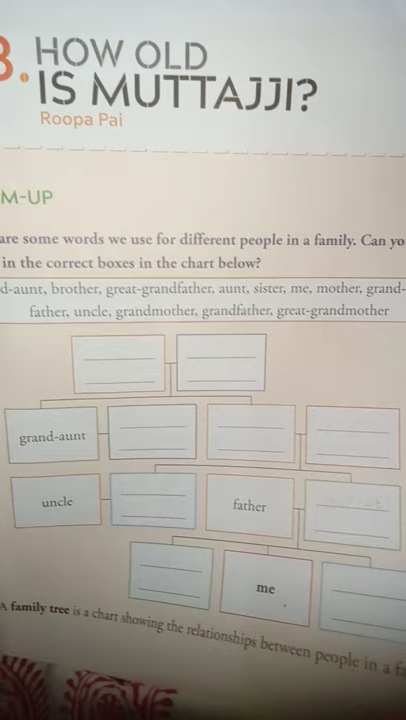 3. HOW OLD
IS MUTTAJJI?
Roopa Pai
M-UP
are some words we use for different people in a family. Can yo
in the correct boxes in the chart below?
d-aunt, brother, great-grandfather, aunt, sister, me, mother, grand-
father, uncle, grandmother, grandfather, great-grandmother
grand-aunt
uncle
father
me
A family tree is a chart showing the relationships between people in a fa